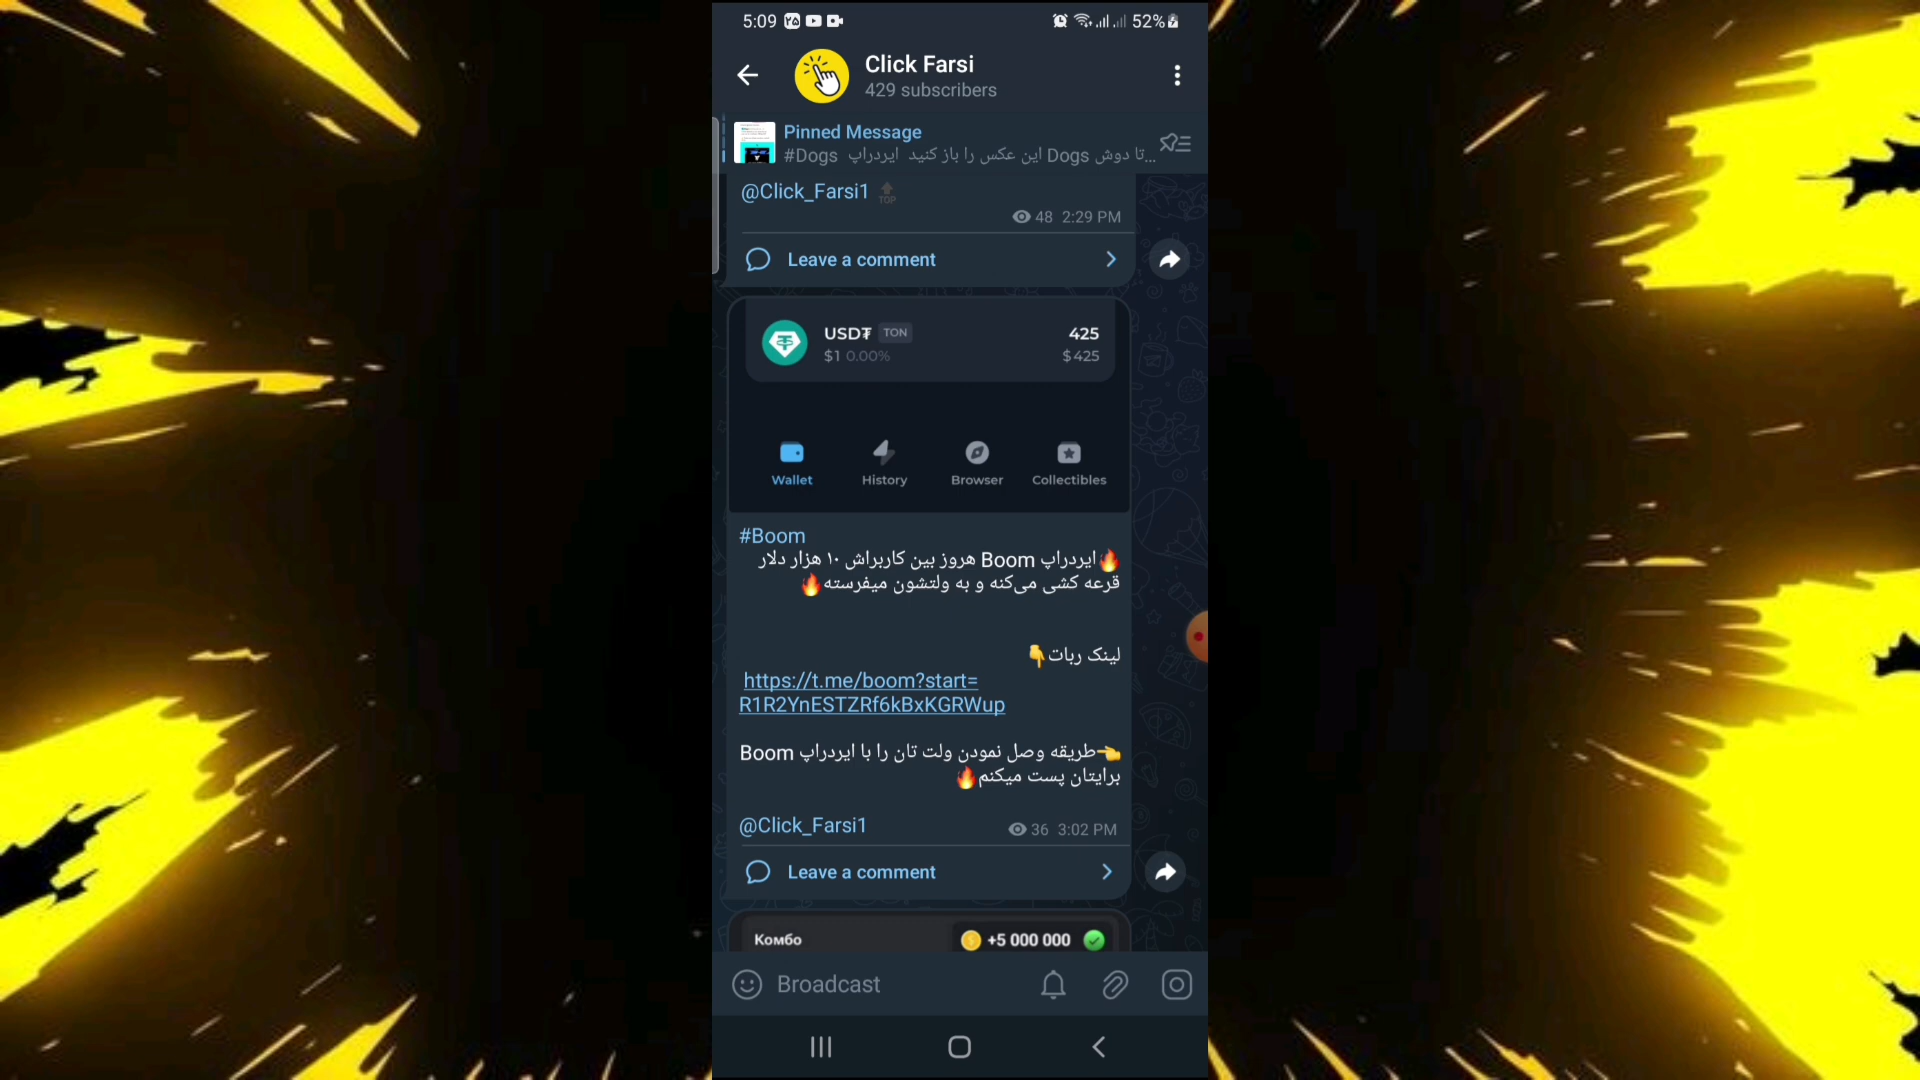 5:09 ۲۵ 52%
Click Farsi
429 subscribers
Pinned Message
#Dogs تا دوش Dogs این عکس را باز کنید ایردراپ...
@Click_Farsi1 TOP
48 2:29 PM
Leave a comment
USD₮ TON 425
$1 0.00% $425
Wallet History Browser Collectibles
#Boom
🔥ایردراپ Boom هروز بین کاربراش ۱۰ هزار دلار
قرعه کشی می‌کنه و به ولتشون میفرسته🔥
لینک ربات👇
https://t.me/boom?start=
R1R2YnESTZRf6kBxKGRWup
👈طریقه وصل نمودن ولت تان را با ایردراپ Boom
برایتان پست میکنم🔥
@Click_Farsi1 36 3:02 PM
Leave a comment
Комбо +5 000 000
Broadcast